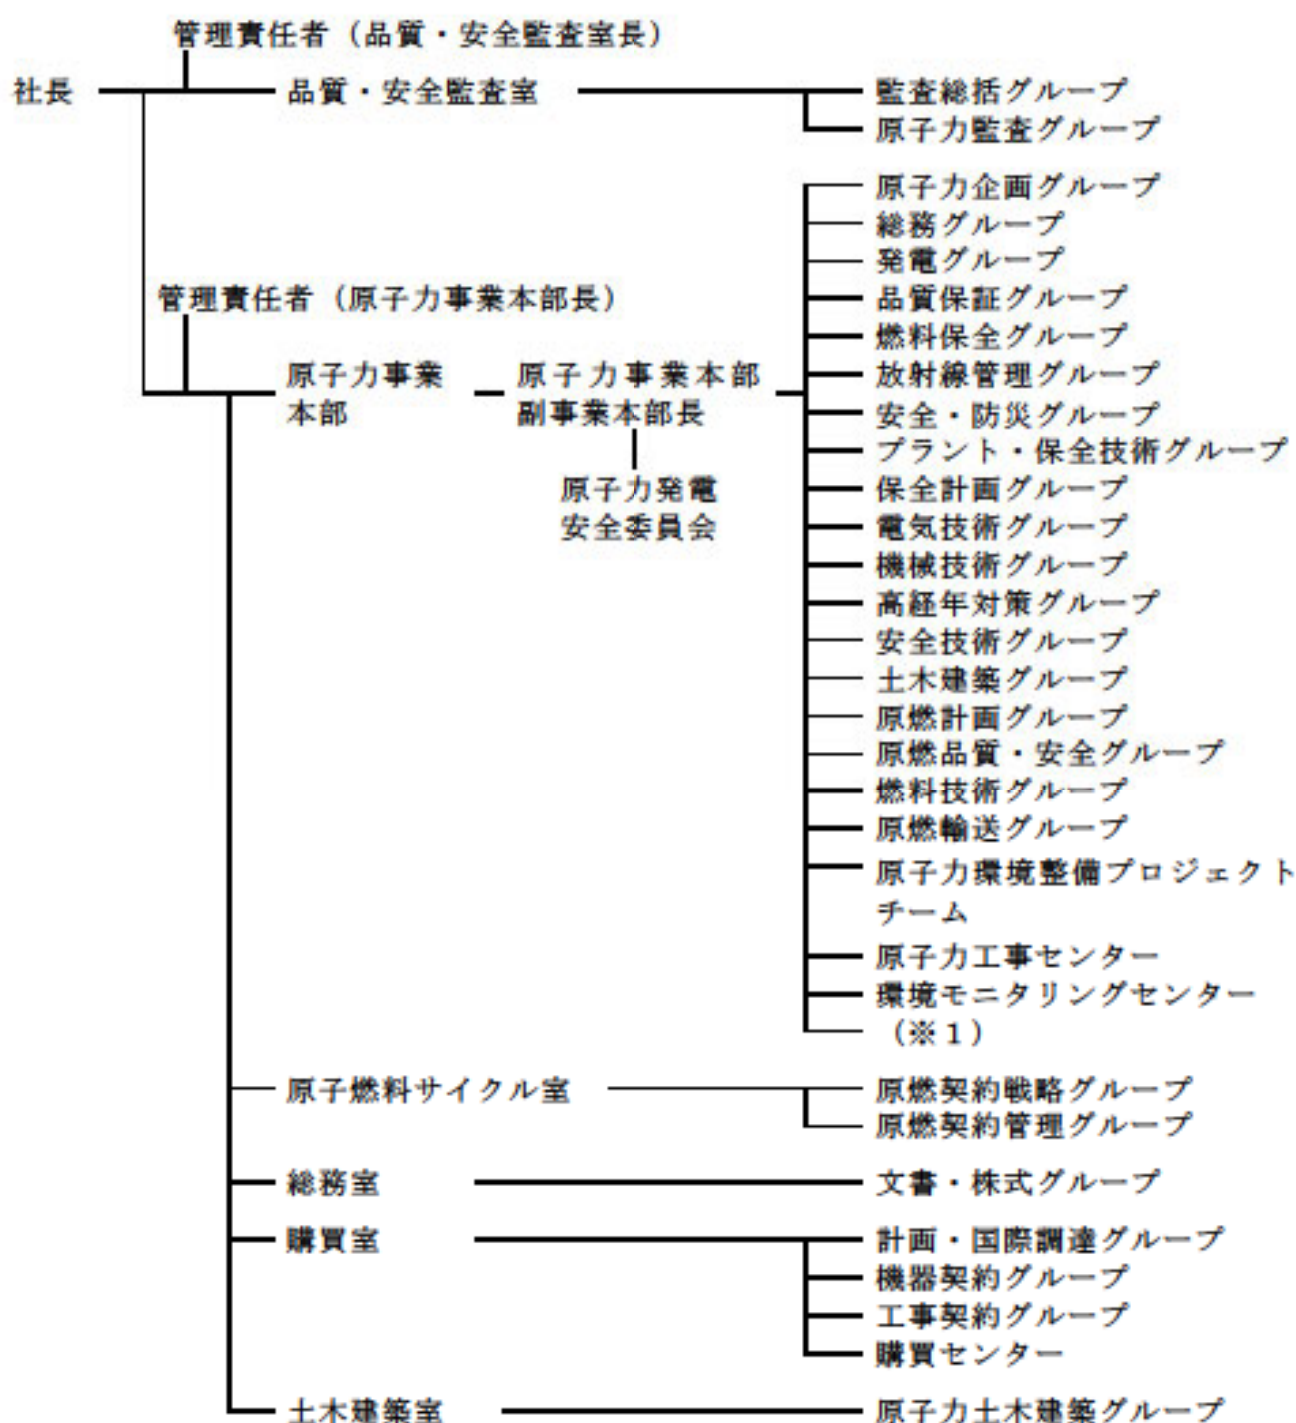 管理責任者（品質・安全監査室長）
社長
品質・安全監査室
監査総括グループ
原子力監査グループ
原子力企画グループ
総務グループ
発電グループ
品質保証グループ
燃料保全グループ
放射線管理グループ
安全・防災グループ
プラント・保全技術グループ
保全計画グループ
電気技術グループ
機械技術グループ
高経年対策グループ
安全技術グループ
土木建築グループ
原燃計画グループ
原燃品質・安全グループ
燃料技術グループ
原燃輸送グループ
原子力環境整備プロジェクト
チーム
原子力工事センター
環境モニタリングセンター
（※１）
管理責任者（原子力事業本部長）
原子力事業
本部
原子力事業本部
副事業本部長
原子力発電
安全委員会
原子燃料サイクル室
原燃契約戦略グループ
原燃契約管理グループ
総務室
文書・株式グループ
購買室
計画・国際調達グループ
機器契約グループ
工事契約グループ
購買センター
土木建築室
原子力土木建築グループ